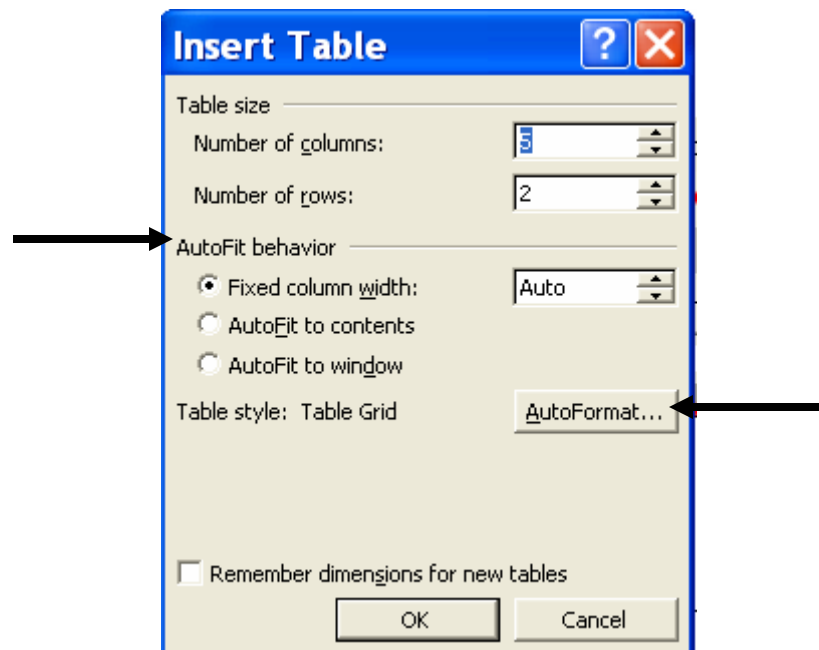 Insert Table
Table size
Number of columns: 5
Number of rows: 2
AutoFit behavior
Fixed column width: Auto
AutoFit to contents
AutoFit to window
Table style: Table Grid AutoFormat...
Remember dimensions for new tables
OK Cancel